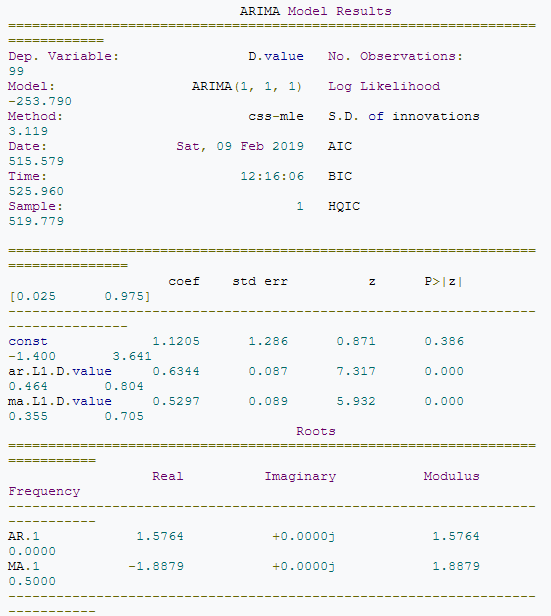 ARIMA Model Results
==============================================================================
============
Dep. Variable: D.value No. Observations:
99
Model: ARIMA(1, 1, 1) Log Likelihood
-253.790
Method: css-mle S.D. of innovations
3.119
Date: Sat, 09 Feb 2019 AIC
515.579
Time: 12:16:06 BIC
525.960
Sample: 1 HQIC
519.779
==============================================================================
===============
coef std err z P>|z|
[0.025 0.975]
------------------------------------------------------------------------------
---------------
const 1.1205 1.286 0.871 0.386
-1.400 3.641
ar.L1.D.value 0.6344 0.087 7.317 0.000
0.464 0.804
ma.L1.D.value 0.5297 0.089 5.932 0.000
0.355 0.705
Roots
==============================================================================
===========
Real Imaginary Modulus
Frequency
------------------------------------------------------------------------------
-----------
AR.1 1.5764 +0.0000j 1.5764
0.0000
MA.1 -1.8879 +0.0000j 1.8879
0.5000
------------------------------------------------------------------------------
-----------